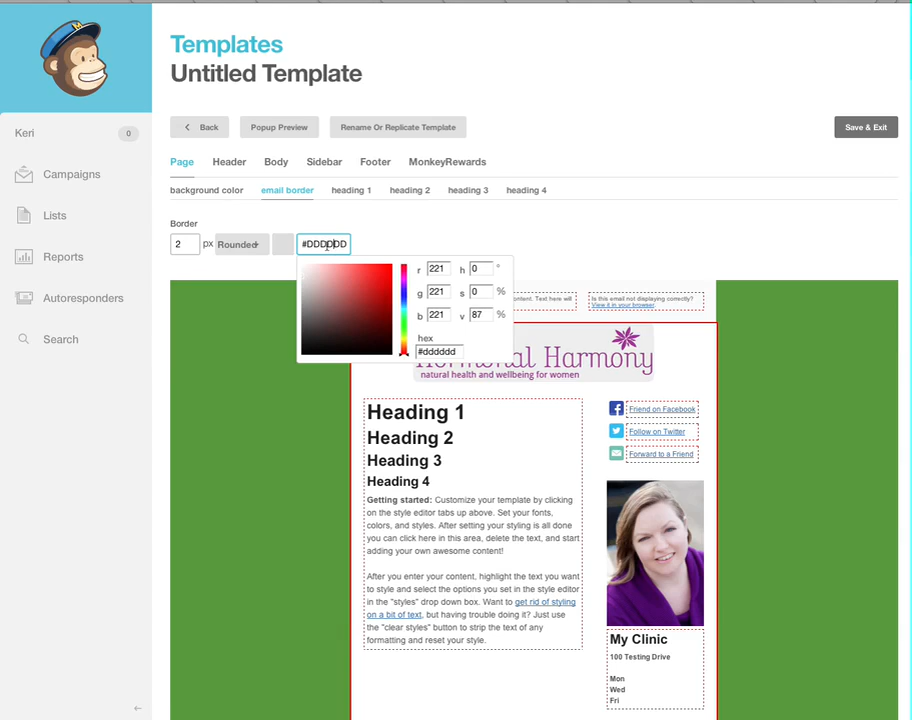 Templates
Untitled Template
Keri
0
Campaigns
Lists
Reports
Autoresponders
Search
Back
Popup Preview
Rename Or Replicate Template
Save & Exit
Page Header Body Sidebar Footer MonkeyRewards
background color email border heading 1 heading 2 heading 3 heading 4
Border
2 px Rounded #DDDDDD
r 221 h 0 °
g 221 s 0 %
b 221 v 87 %
hex
#dddddd
ontent. Text here will
Is this email not displaying correctly?
View it in your browser.
Hormonal Harmony
natural health and wellbeing for women
Heading 1
Heading 2
Heading 3
Heading 4
Getting started: Customize your template by clicking
on the style editor tabs up above. Set your fonts,
colors, and styles. After setting your styling is all done
you can click here in this area, delete the text, and start
adding your own awesome content!
After you enter your content, highlight the text you want
to style and select the options you set in the style editor
in the "styles" drop down box. Want to get rid of styling
on a bit of text, but having trouble doing it? Just use
the "clear styles" button to strip the text of any
formatting and reset your style.
Friend on Facebook
Follow on Twitter
Forward to a Friend
My Clinic
100 Testing Drive
Mon
Wed
Fri